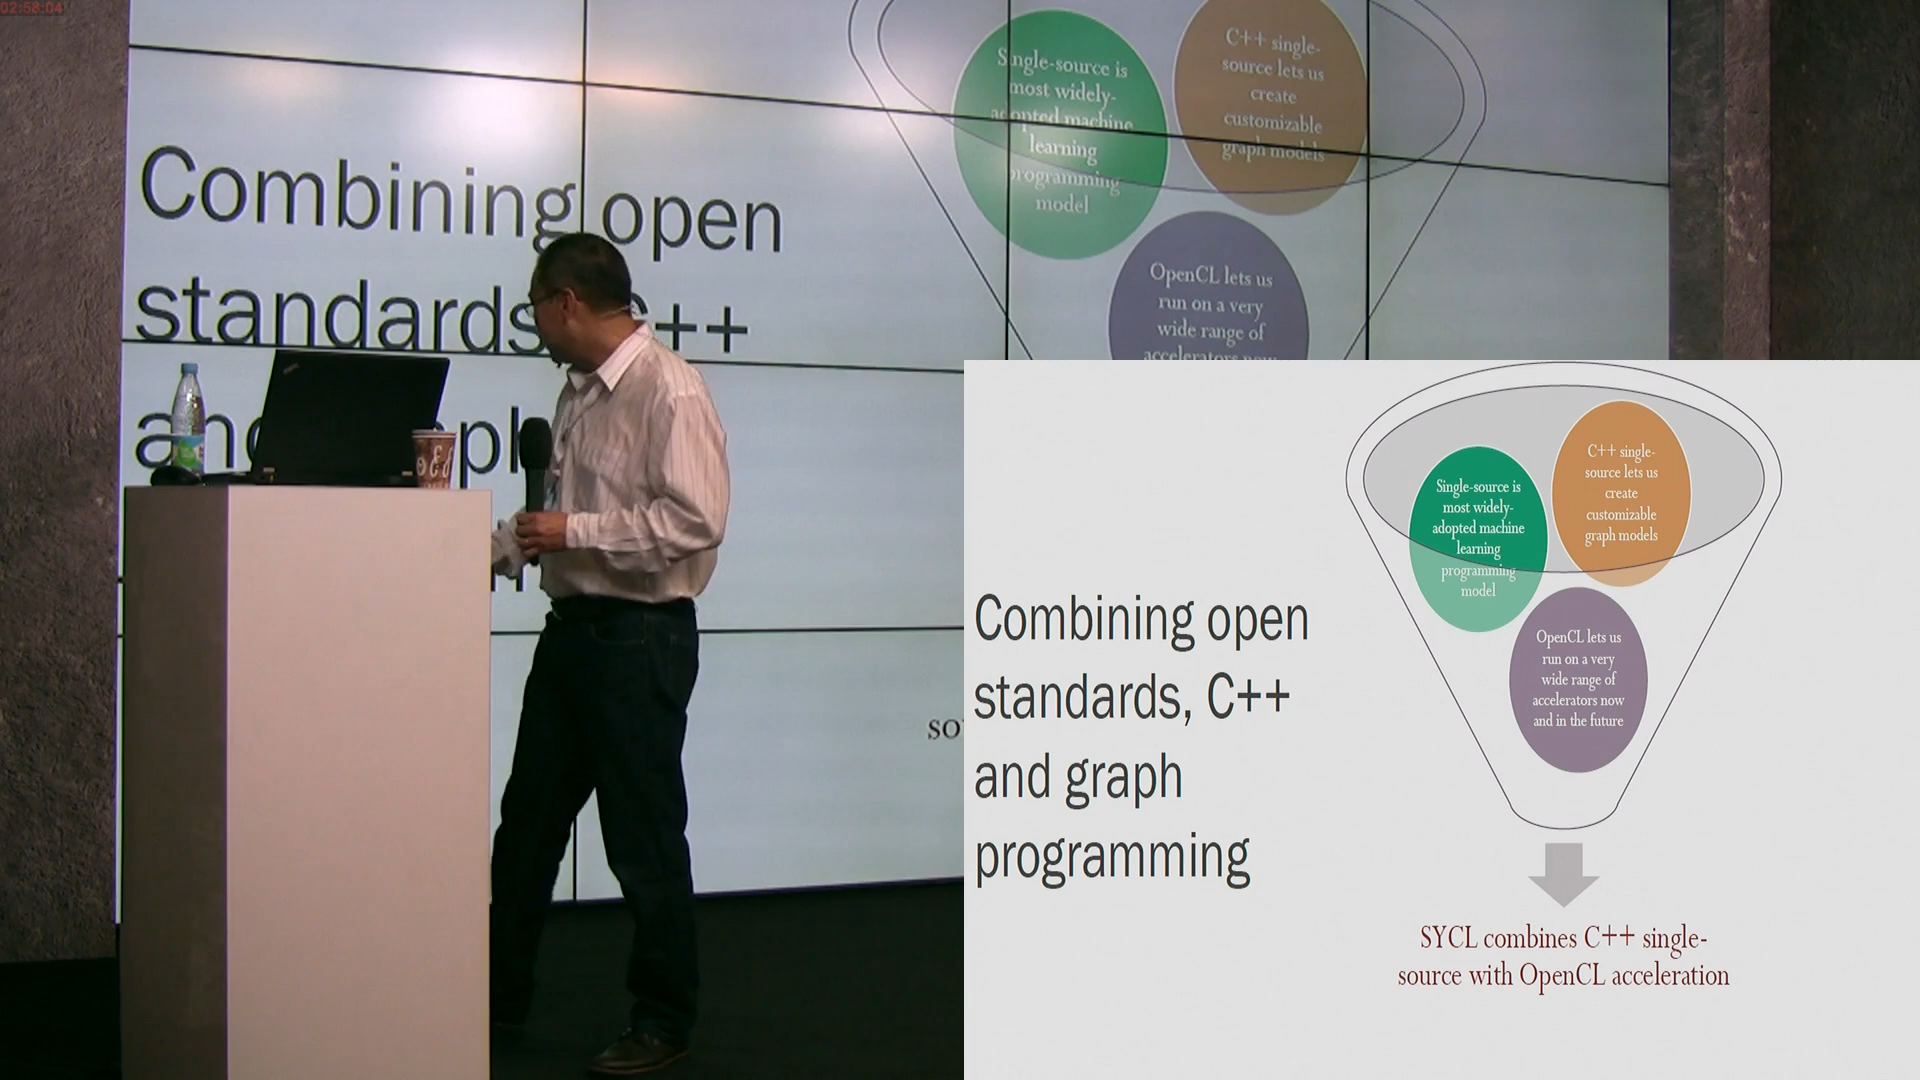 02:58:04
Combining open
standards, C++
and graph
Single-source is
most widely-
adopted machine
learning
programming
model
C++ single-
source lets us
create
customizable
graph models
OpenCL lets us
run on a very
wide range of
accelerators now
Combining open
standards, C++
and graph
programming
Single-source is
most widely-
adopted machine
learning
programming
model
C++ single-
source lets us
create
customizable
graph models
OpenCL lets us
run on a very
wide range of
accelerators now
and in the future
SYCL combines C++ single-
source with OpenCL acceleration